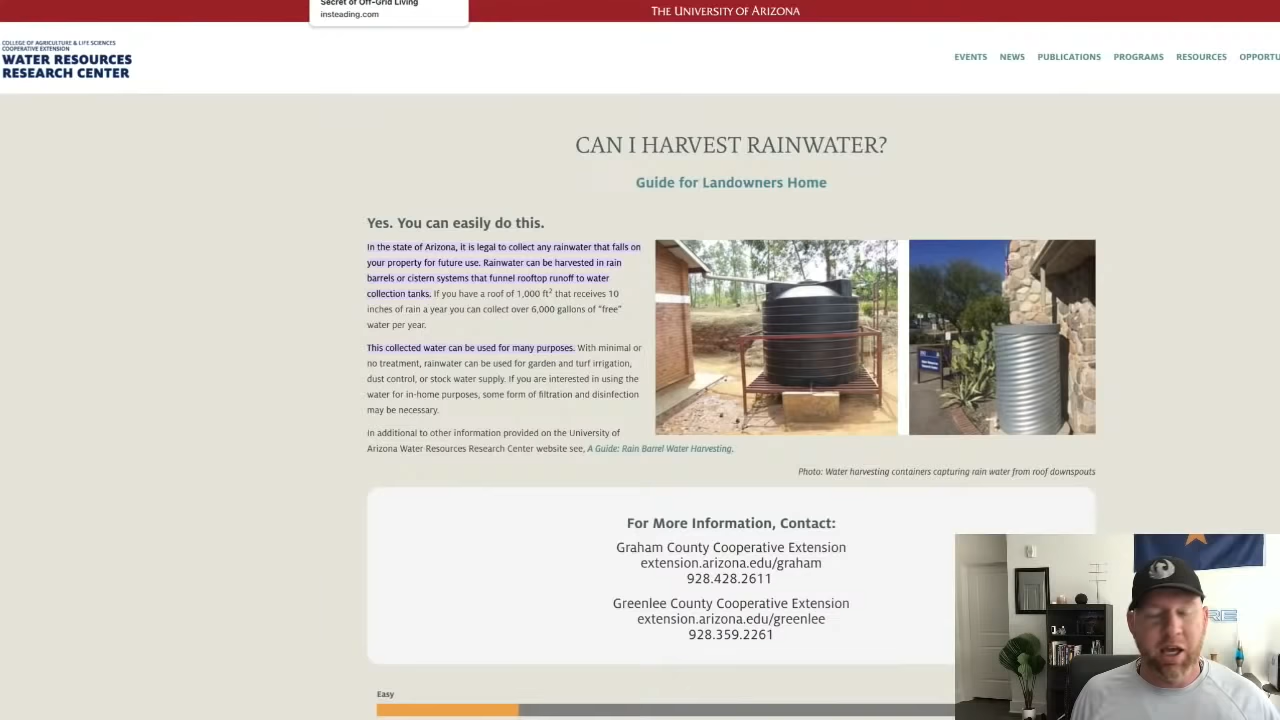 Secret of Off-Grid Living
insteading.com
THE UNIVERSITY OF ARIZONA
COLLEGE OF AGRICULTURE & LIFE SCIENCES
COOPERATIVE EXTENSION
WATER RESOURCES
RESEARCH CENTER
EVENTS NEWS PUBLICATIONS PROGRAMS RESOURCES OPPORTU
CAN I HARVEST RAINWATER?
Guide for Landowners Home
Yes. You can easily do this.
In the state of Arizona, it is legal to collect any rainwater that falls on
your property for future use. Rainwater can be harvested in rain
barrels or cistern systems that funnel rooftop runoff to water
collection tanks. If you have a roof of 1,000 ft² that receives 10
inches of rain a year you can collect over 6,000 gallons of "free"
water per year.
This collected water can be used for many purposes. With minimal or
no treatment, rainwater can be used for garden and turf irrigation,
dust control, or stock water supply. If you are interested in using the
water for in-home purposes, some form of filtration and disinfection
may be necessary.
In additional to other information provided on the University of
Arizona Water Resources Research Center website see, A Guide: Rain Barrel Water Harvesting.
Photo: Water harvesting containers capturing rain water from roof downspouts
For More Information, Contact:
Graham County Cooperative Extension
extension.arizona.edu/graham
928.428.2611
Greenlee County Cooperative Extension
extension.arizona.edu/greenlee
928.359.2261
Easy